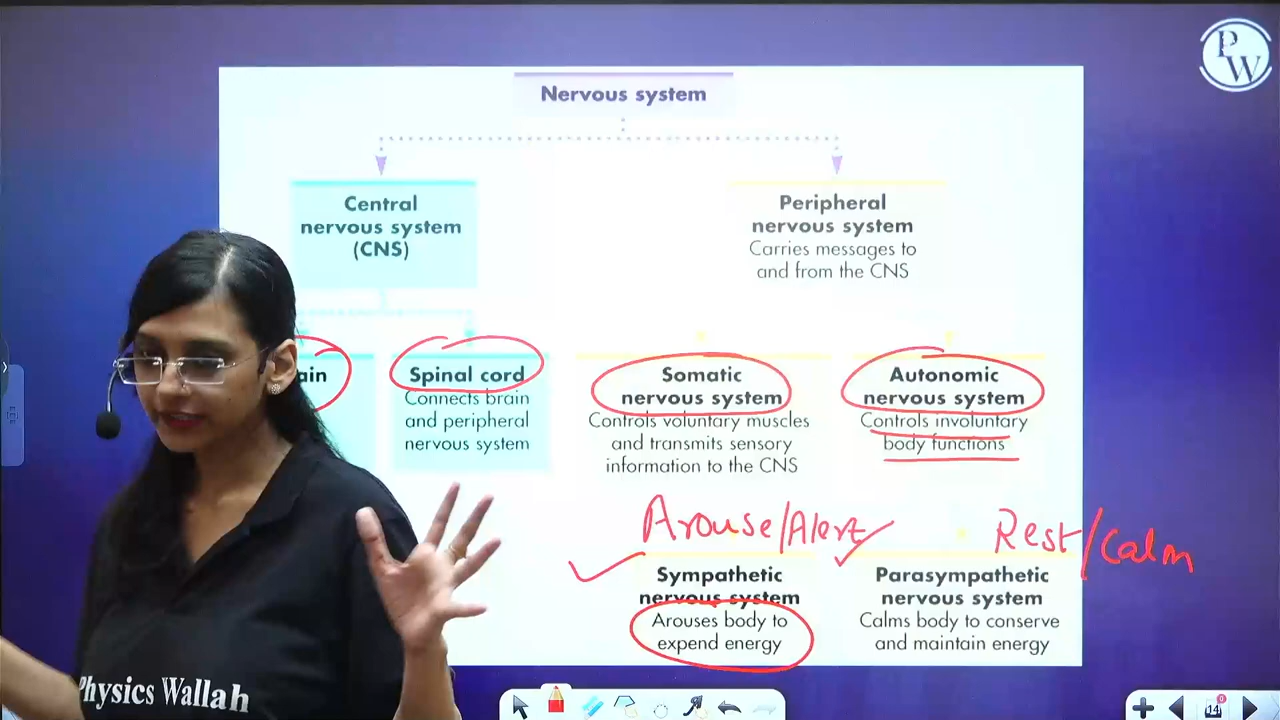 PW
Nervous system
Central
nervous system
(CNS)
Peripheral
nervous system
Carries messages to
and from the CNS
ain
Spinal cord
Connects brain
and peripheral
nervous system
Somatic
nervous system
Controls voluntary muscles
and transmits sensory
information to the CNS
Autonomic
nervous system
Controls involuntary
body functions
Arouse/Alert
Rest/Calm
Sympathetic
nervous system
Arouses body to
expend energy
Parasympathetic
nervous system
Calms body to conserve
and maintain energy
Physics Wallah
14
0